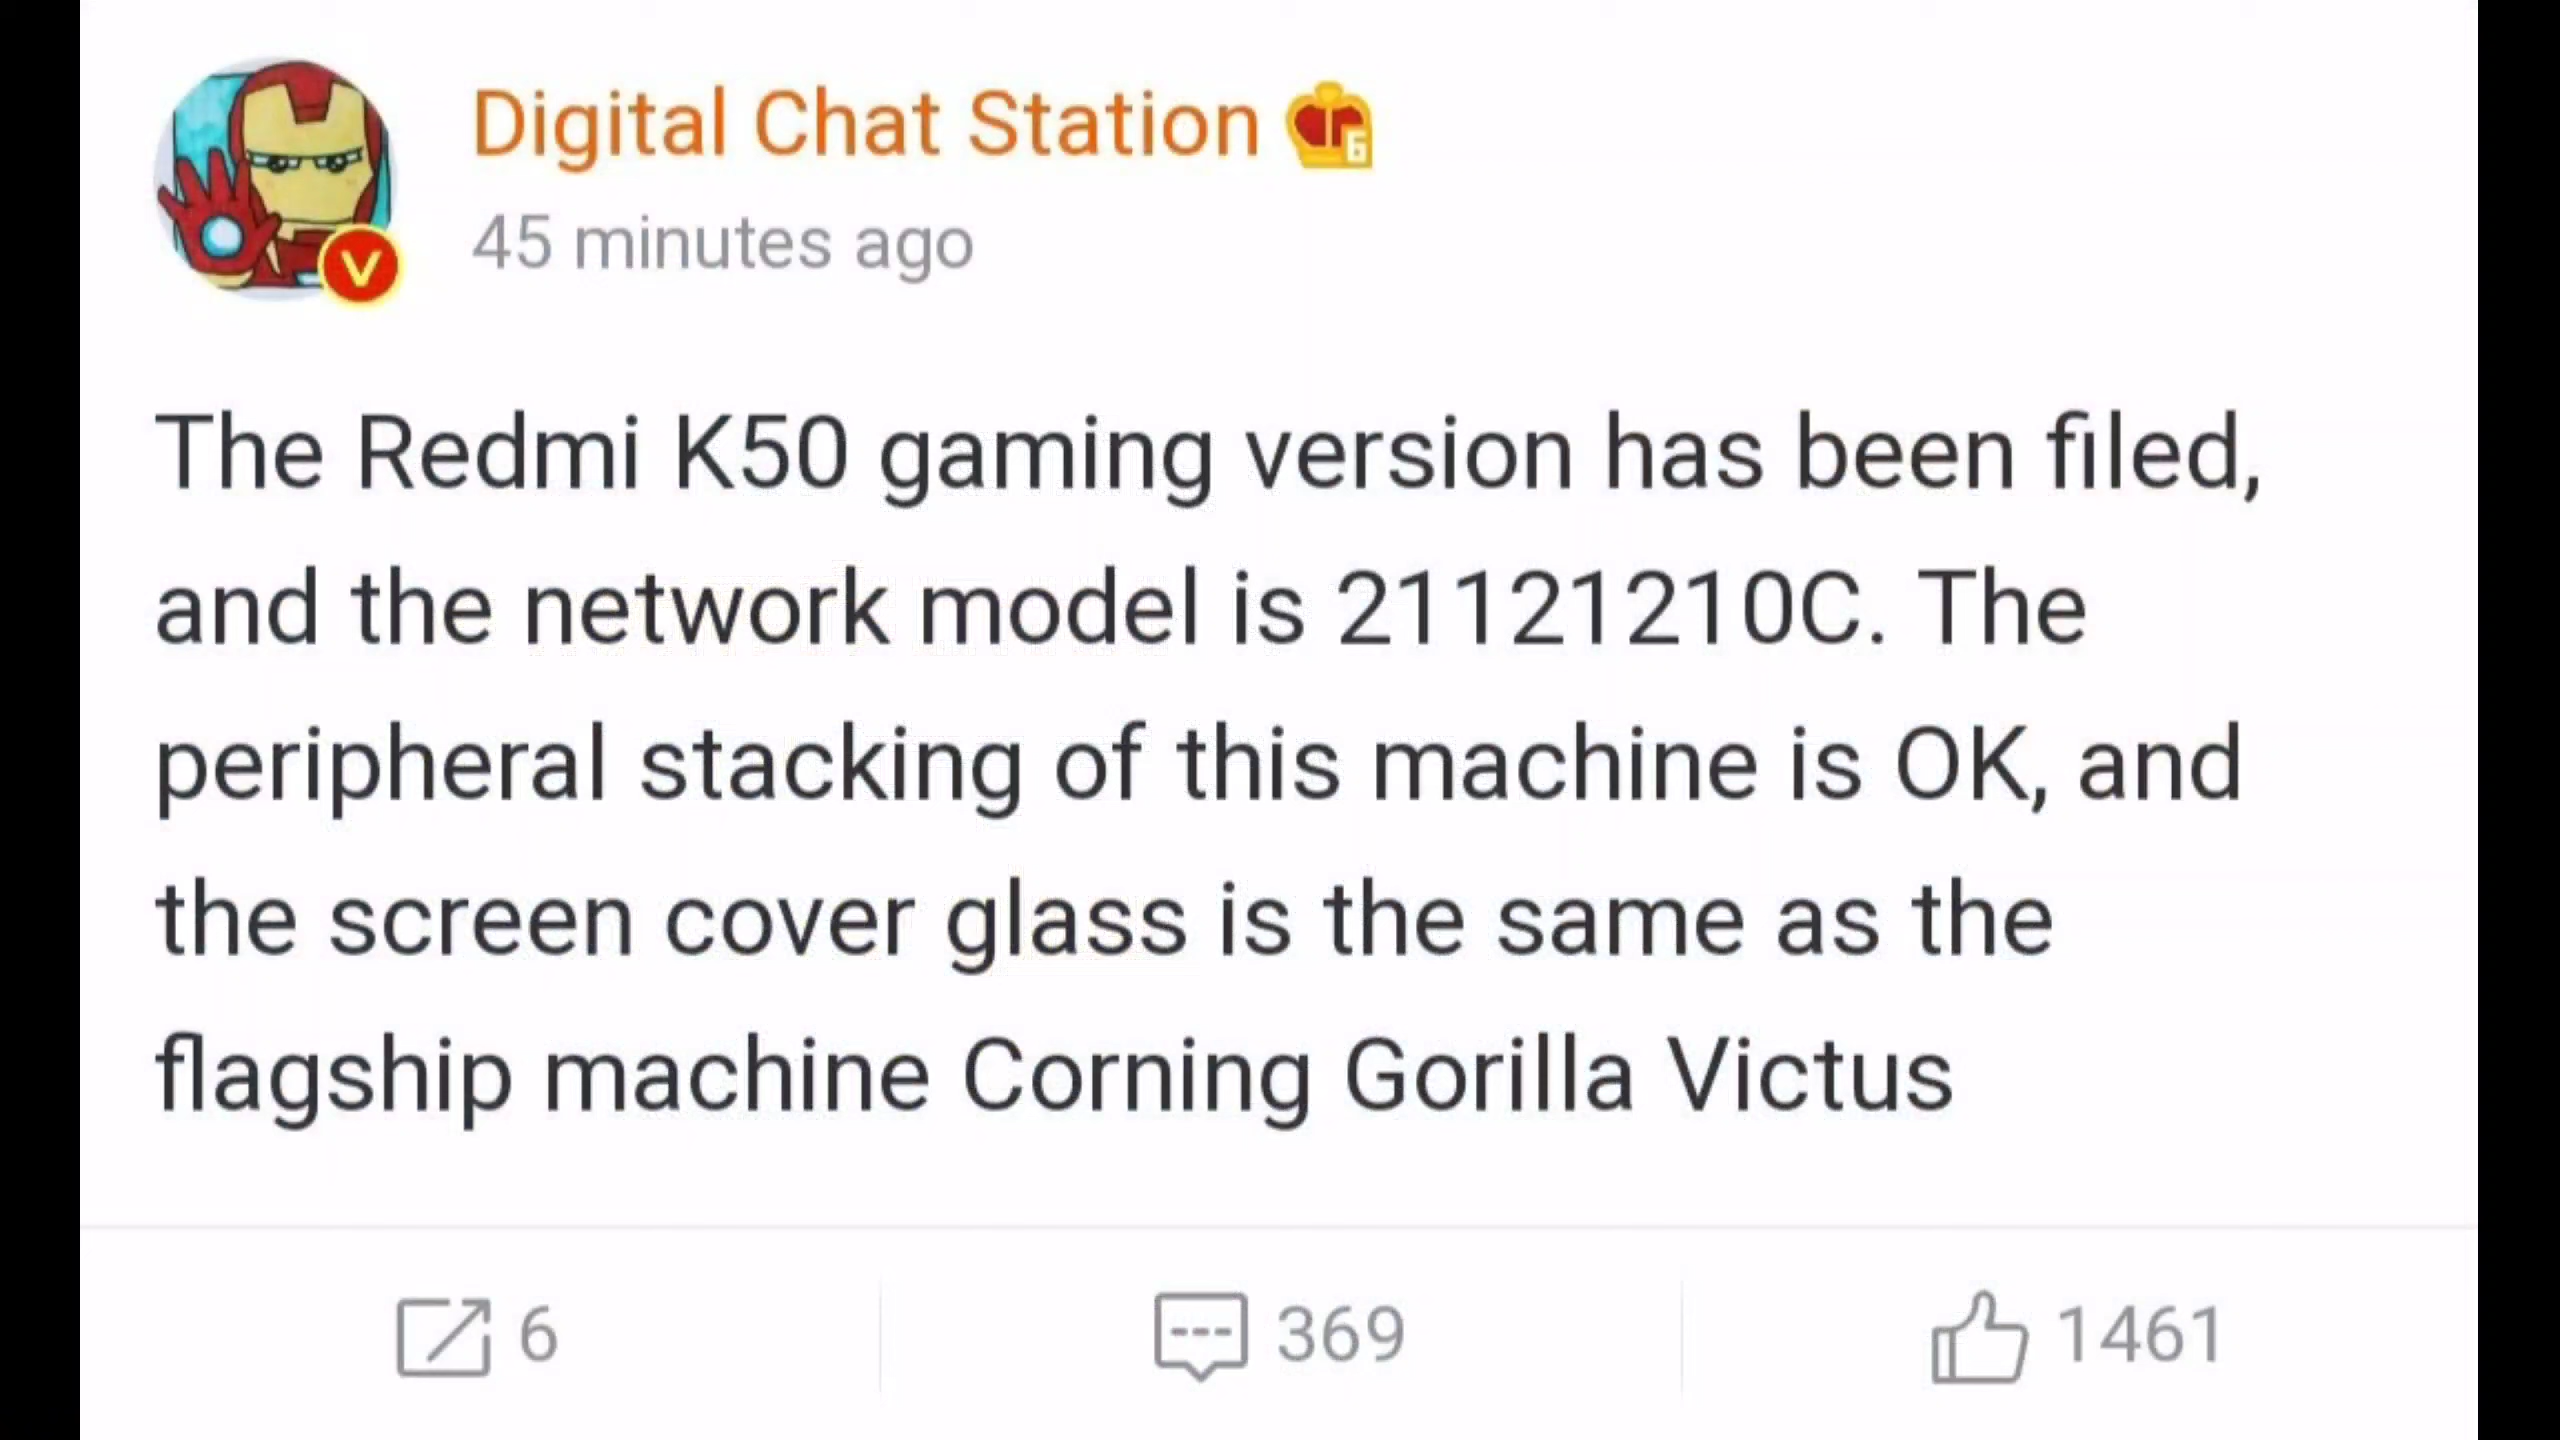 Digital Chat Station 6
45 minutes ago
V
The Redmi K50 gaming version has been filed,
and the network model is 21121210C. The
peripheral stacking of this machine is OK, and
the screen cover glass is the same as the
flagship machine Corning Gorilla Victus
6 369 1461